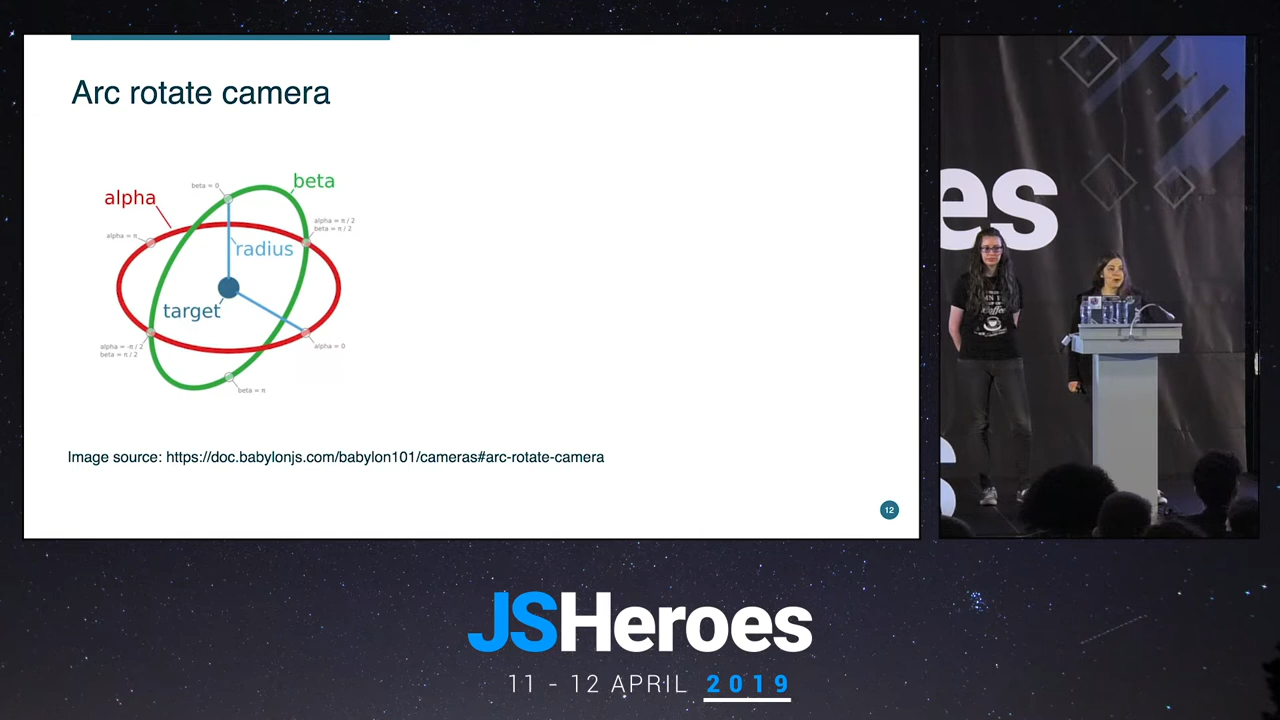 Arc rotate camera
beta = 0
beta
alpha
alpha = π / 2
beta = π / 2
alpha = π
radius
target
alpha = -π / 2
beta = π / 2
alpha = 0
beta = π
Image source: https://doc.babylonjs.com/babylon101/cameras#arc-rotate-camera
12
es
coffee
JSHeroes
11 - 12 APRIL 2019